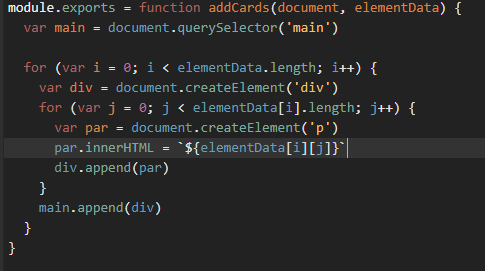 module.exports = function addCards(document, elementData) {
  var main = document.querySelector('main')

  for (var i = 0; i < elementData.length; i++) {
    var div = document.createElement('div')
    for (var j = 0; j < elementData[i].length; j++) {
      var par = document.createElement('p')
      par.innerHTML = `${elementData[i][j]}`
      div.append(par)
    }
    main.append(div)
  }
}